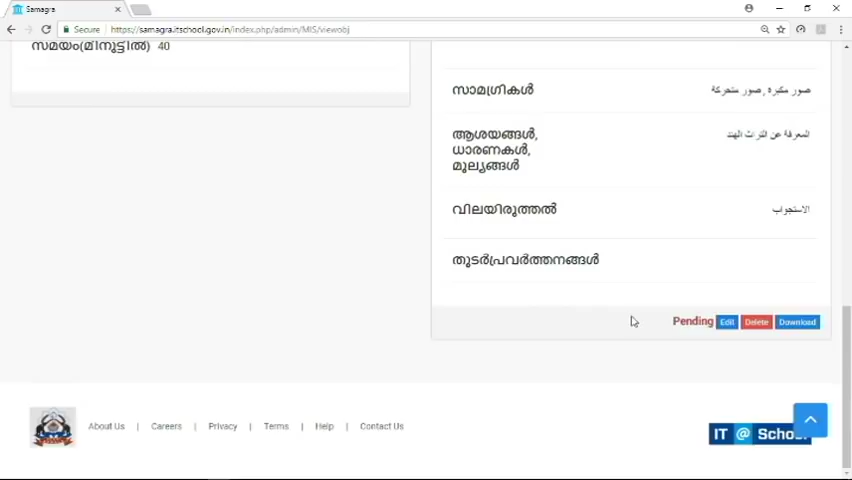 Samagra
Secure https://samagra.itschool.gov.in/index.php/admin/MIS/viewobj
സമയം(മിനുട്ടിൽ) 40
സാമഗ്രികൾ صور مكبرة , صور متحركة
ആശയങ്ങൾ, ധാരണകൾ, മൂല്യങ്ങൾ المعرفة عن التراث الهند
വിലയിരുത്തൽ الاستجواب
തുടർപ്രവർത്തനങ്ങൾ
Pending Edit Delete Download
About Us | Careers | Privacy | Terms | Help | Contact Us
IT @ School